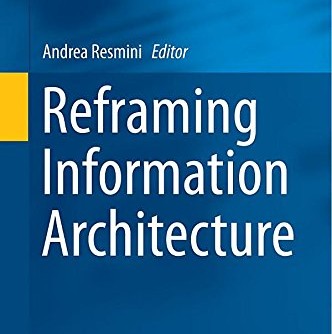 Andrea Resmini Editor
Reframing
Information
Architecture